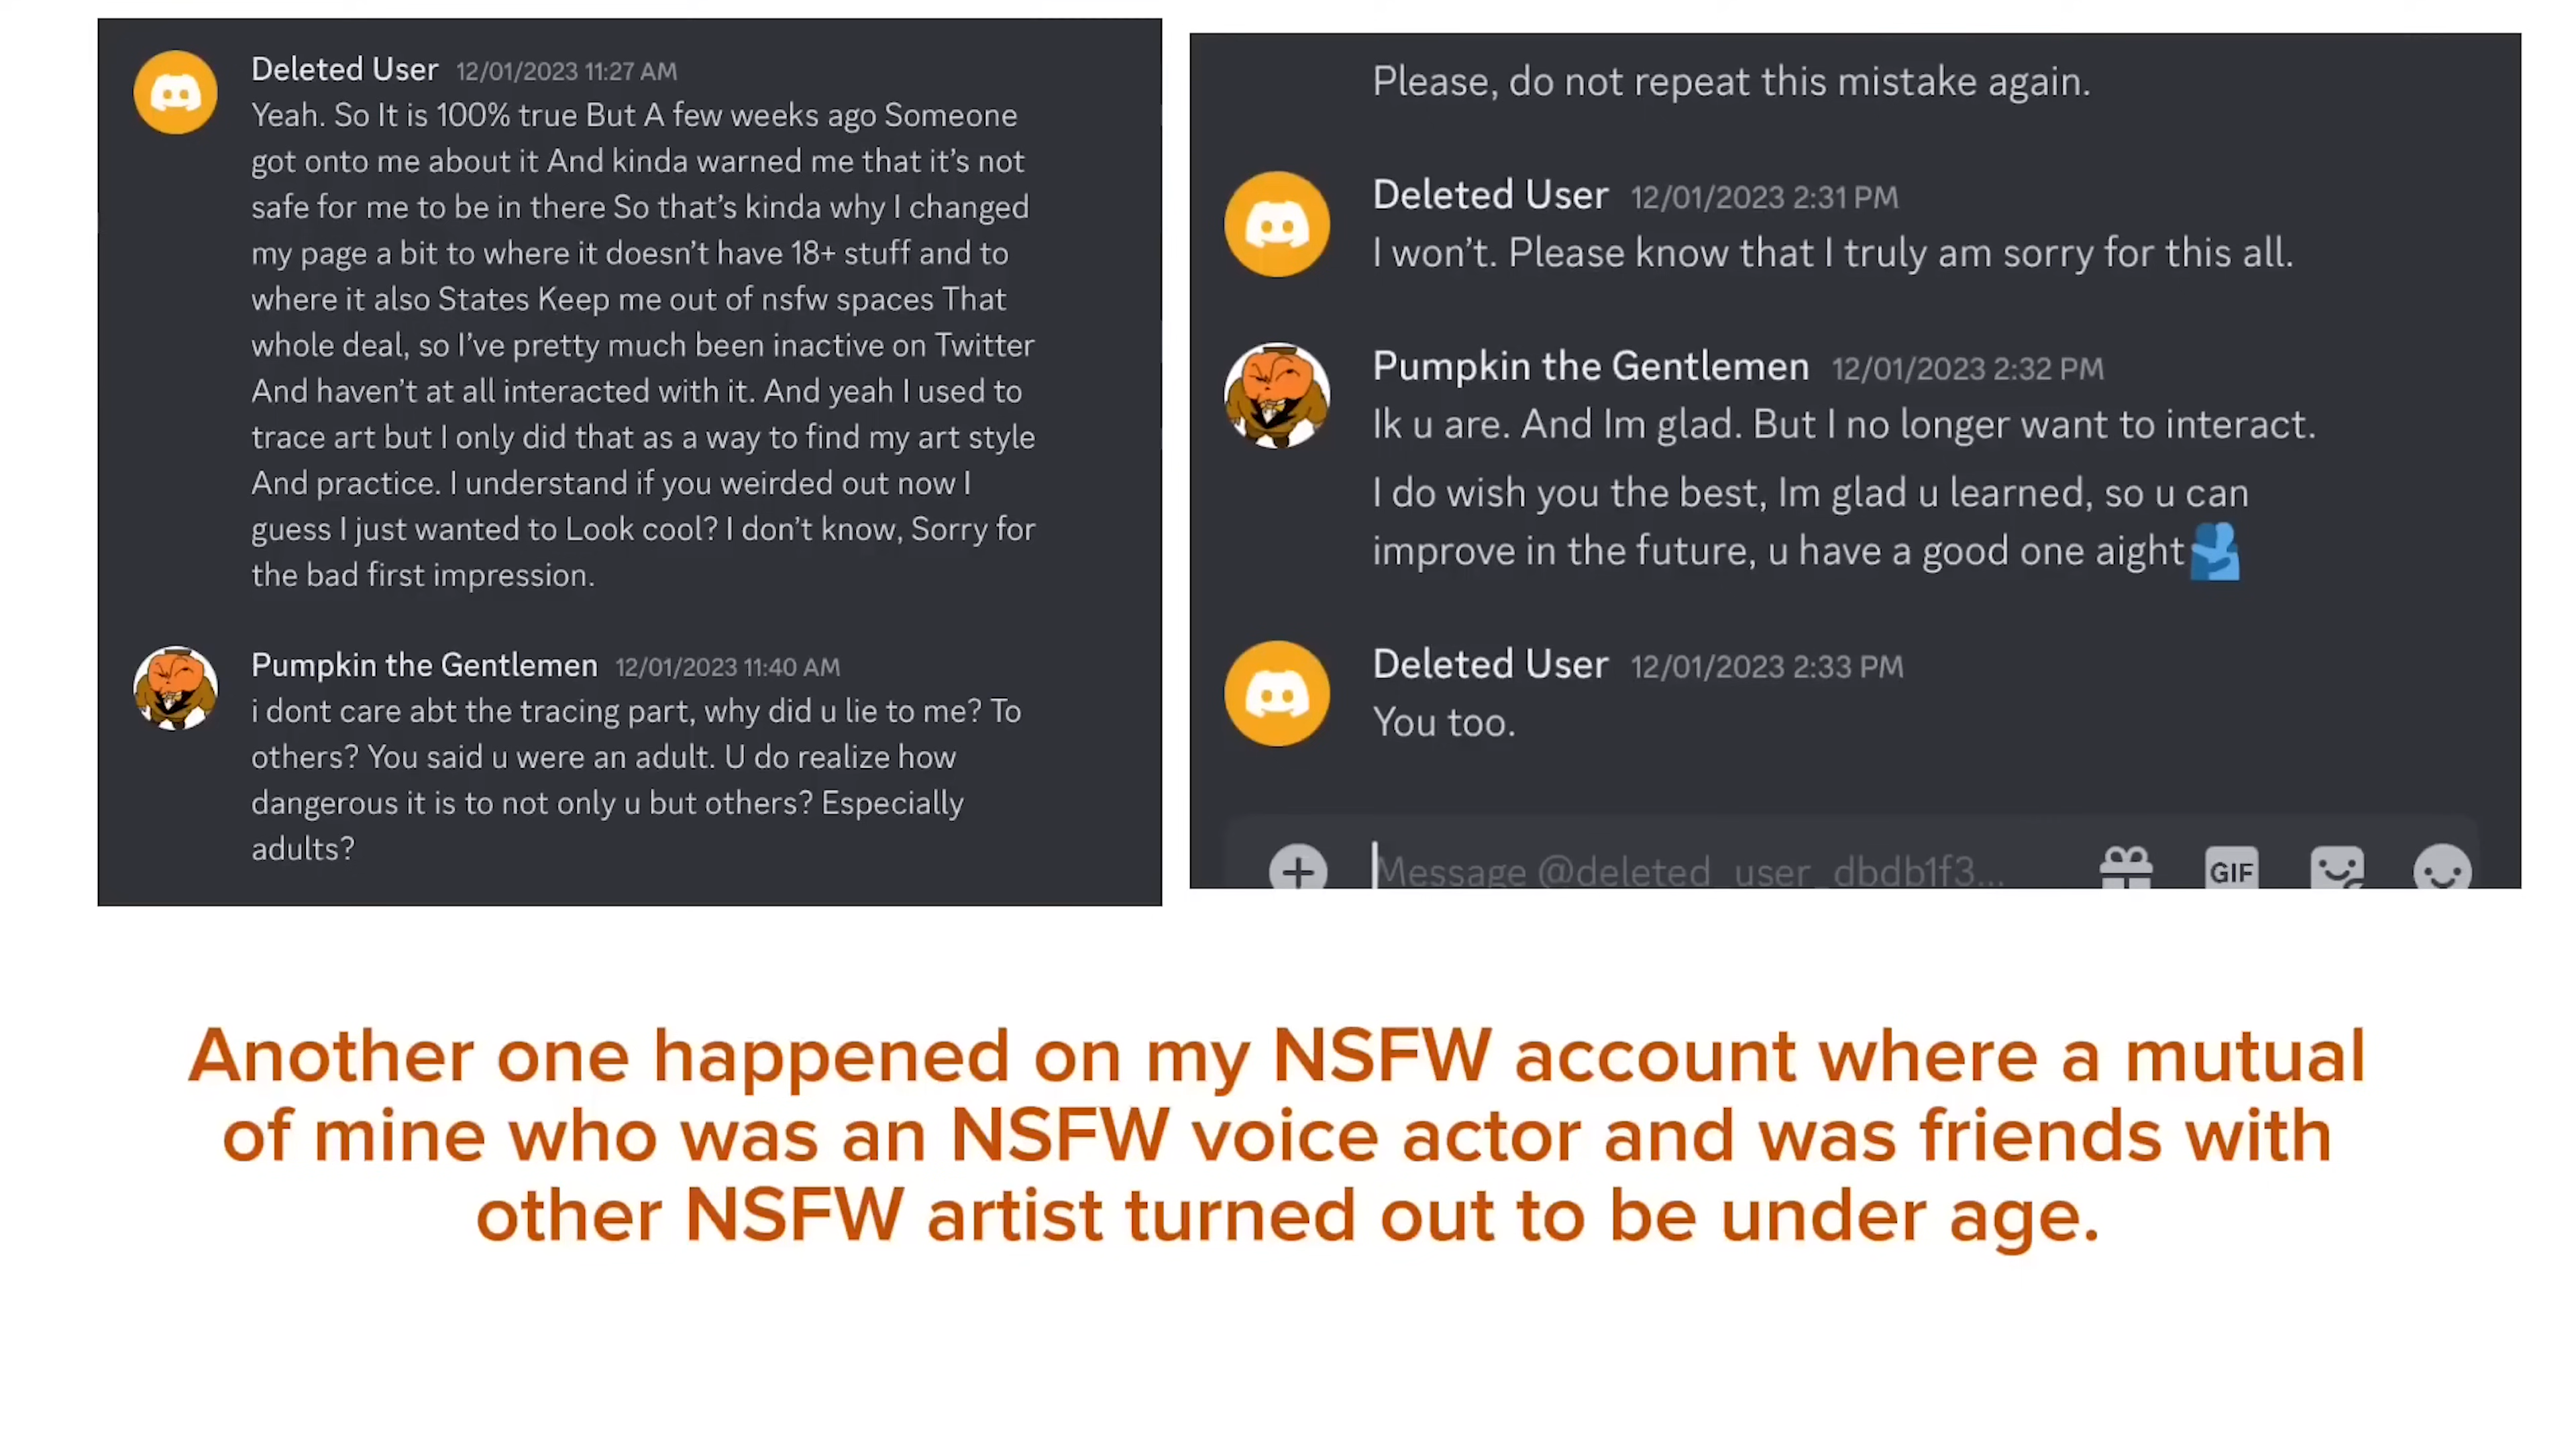 Deleted User 12/01/2023 11:27 AM
Yeah. So It is 100% true But A few weeks ago Someone
got onto me about it And kinda warned me that it's not
safe for me to be in there So that's kinda why I changed
my page a bit to where it doesn't have 18+ stuff and to
where it also States Keep me out of nsfw spaces That
whole deal, so I've pretty much been inactive on Twitter
And haven't at all interacted with it. And yeah I used to
trace art but I only did that as a way to find my art style
And practice. I understand if you weirded out now I
guess I just wanted to Look cool? I don't know, Sorry for
the bad first impression.
Pumpkin the Gentlemen 12/01/2023 11:40 AM
i dont care abt the tracing part, why did u lie to me? To
others? You said u were an adult. U do realize how
dangerous it is to not only u but others? Especially
adults?
Please, do not repeat this mistake again.
Deleted User 12/01/2023 2:31 PM
I won't. Please know that I truly am sorry for this all.
Pumpkin the Gentlemen 12/01/2023 2:32 PM
Ik u are. And Im glad. But I no longer want to interact.
I do wish you the best, Im glad u learned, so u can
improve in the future, u have a good one aight
Deleted User 12/01/2023 2:33 PM
You too.
Message @deleted_user_dbdb1f3...
GIF
Another one happened on my NSFW account where a mutual
of mine who was an NSFW voice actor and was friends with
other NSFW artist turned out to be under age.